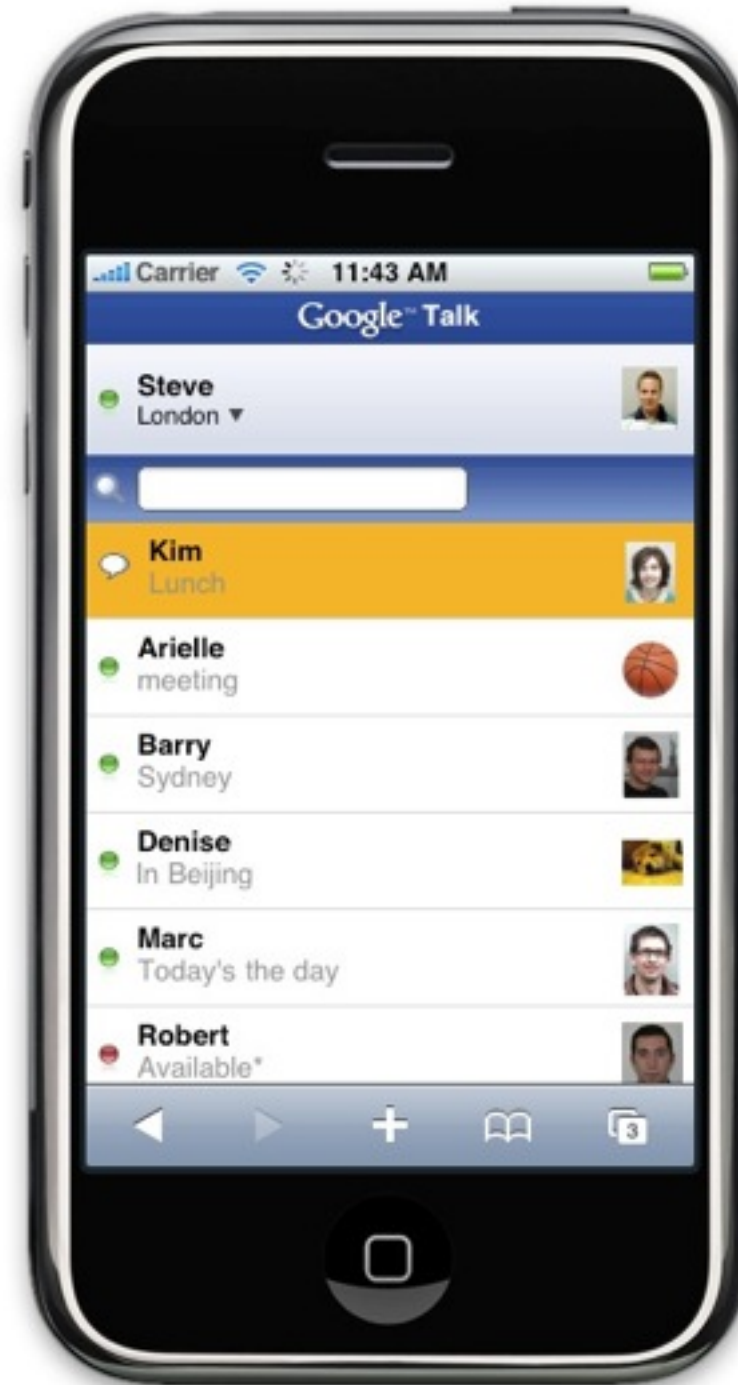 Carrier 11:43 AM
Google™ Talk
Steve
London ▼
Kim
Lunch
Arielle
meeting
Barry
Sydney
Denise
In Beijing
Marc
Today's the day
Robert
Available*
3